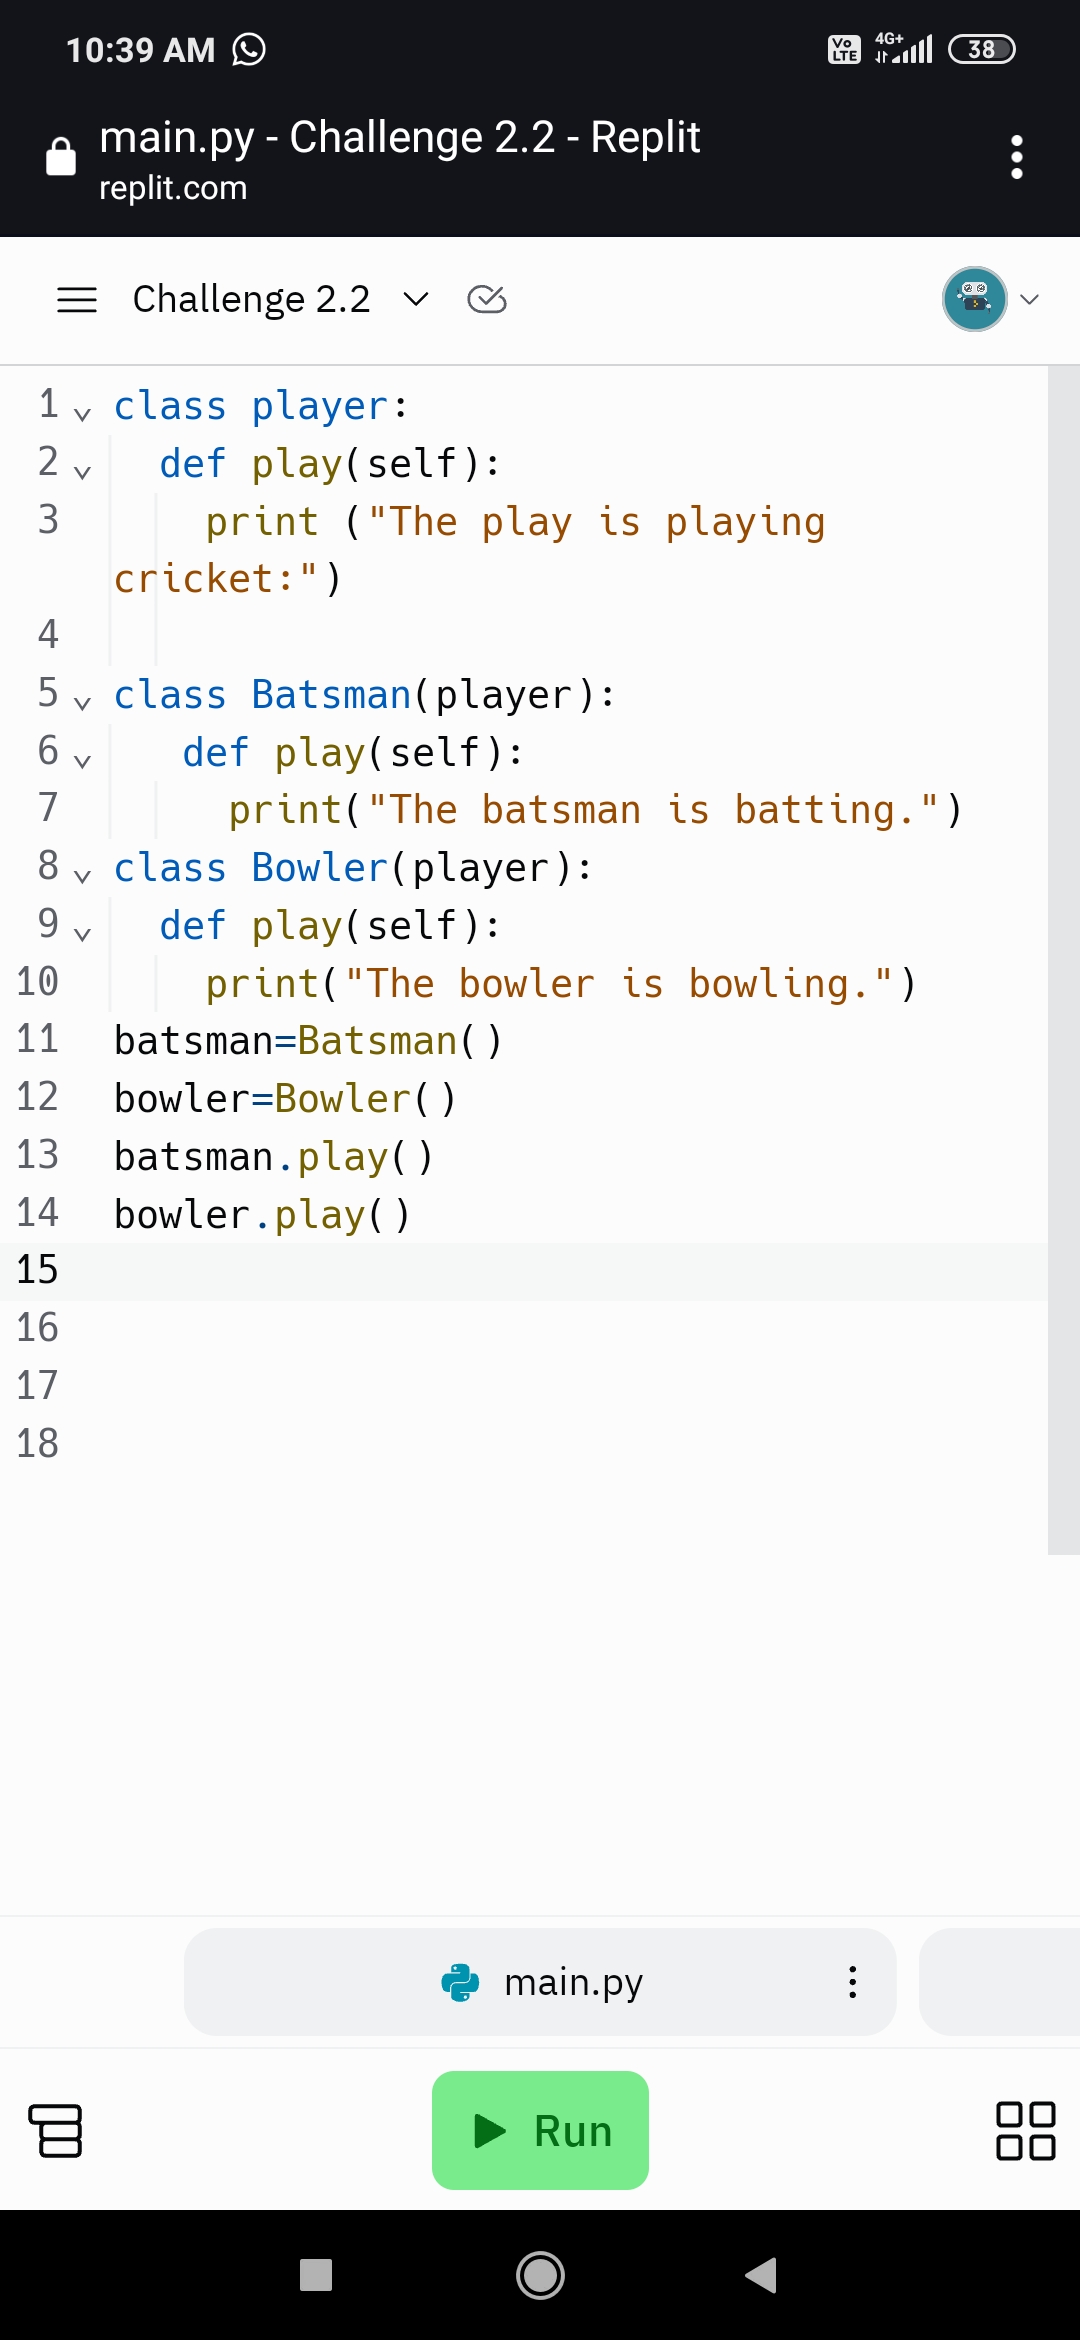 10:39 AM
Vo LTE 4G+ 38
main.py - Challenge 2.2 - Replit
replit.com
Challenge 2.2
1 class player:
2   def play(self):
3     print ("The play is playing
cricket:")
4
5 class Batsman(player):
6    def play(self):
7      print("The batsman is batting.")
8 class Bowler(player):
9   def play(self):
10     print("The bowler is bowling.")
11 batsman=Batsman()
12 bowler=Bowler()
13 batsman.play()
14 bowler.play()
15
16
17
18
main.py
Run